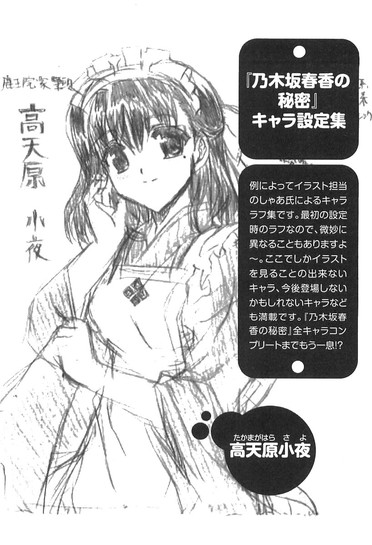 『乃木坂春香の
秘密』
キャラ設定集
例によってイラスト担当
のしゃあ氏によるキャラ
ラフ集です。最初の設定
時のラフなので、微妙に
異なることもありますよ
〜。ここでしかイラスト
を見ることの出来ない
キャラ、今後登場しない
かもしれないキャラなど
も満載です。『乃木坂春
香の秘密』全キャラコン
プリートまでもう一息!?
高天原 小夜
たかまがはら さよ
高天原小夜